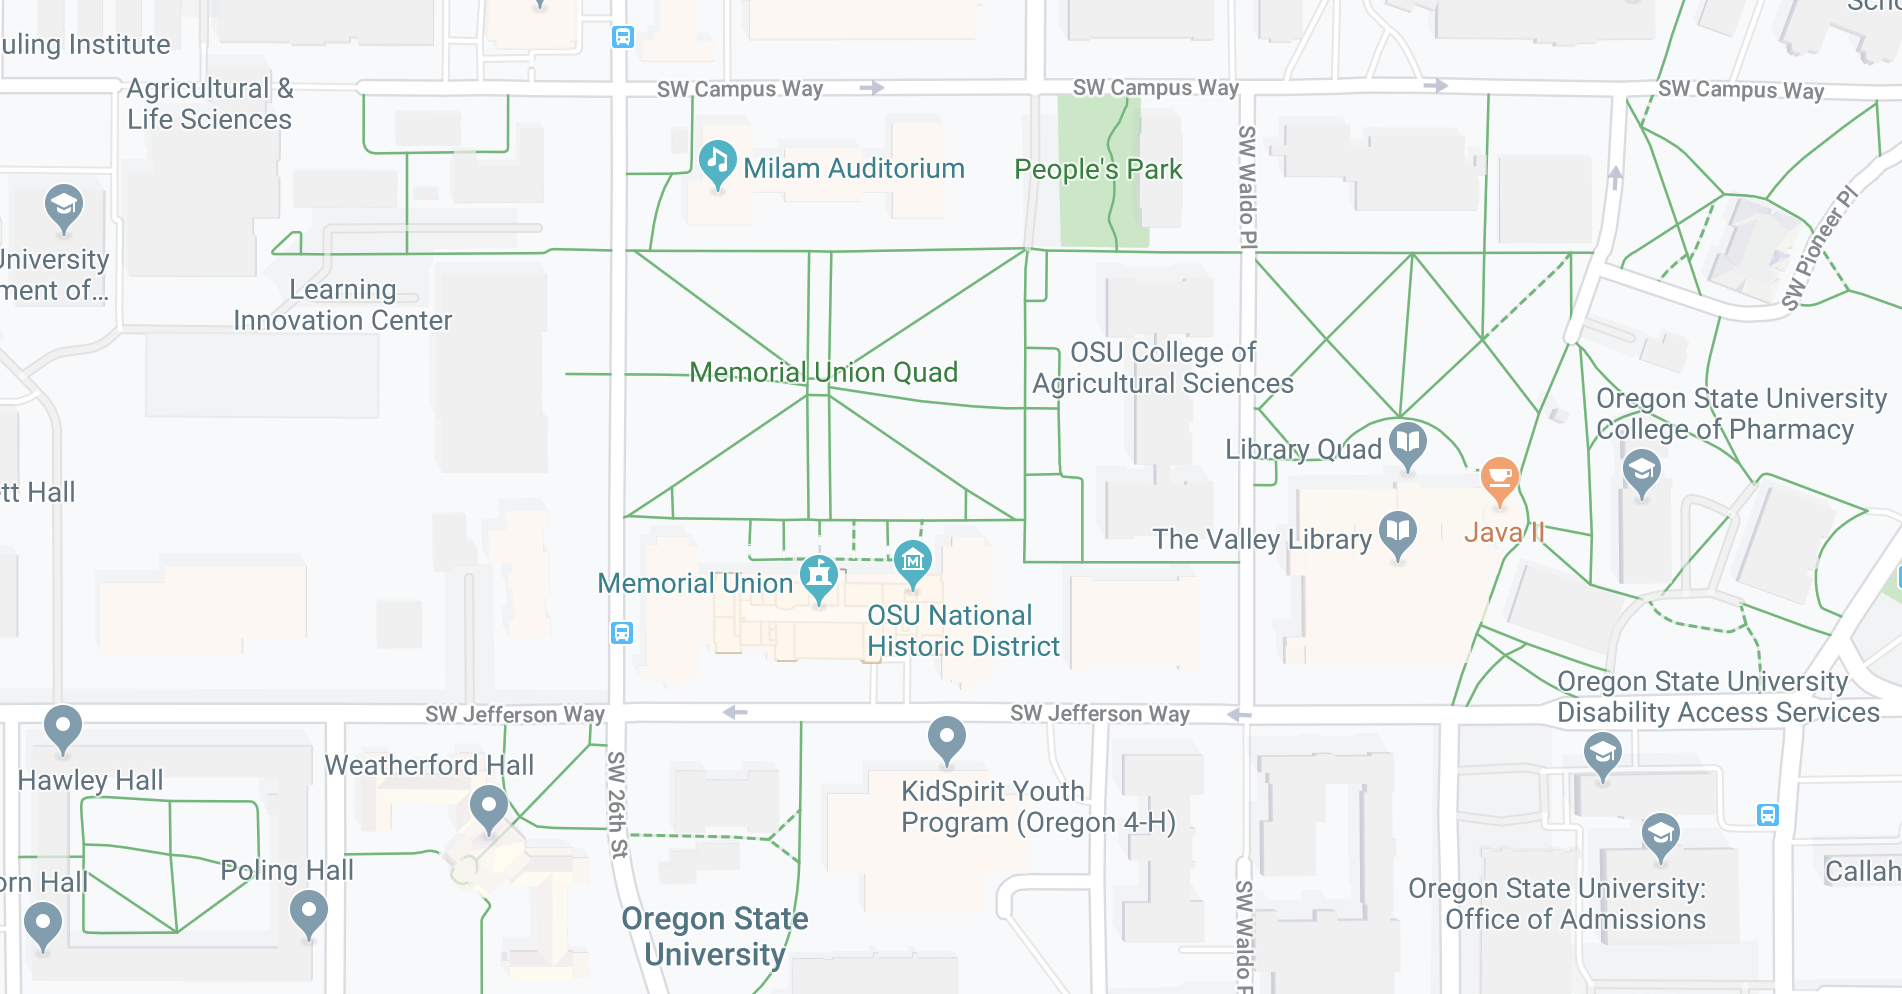 uling Institute
Agricultural &
Life Sciences
SW Campus Way
SW Campus Way
SW Campus Way
Milam Auditorium
People's Park
SW Waldo Pl
SW Pioneer Pl
University
ment of...
Learning
Innovation Center
Memorial Union Quad
OSU College of
Agricultural Sciences
Oregon State University
College of Pharmacy
Library Quad
ett Hall
Java II
The Valley Library
Memorial Union
OSU National
Historic District
Oregon State University
Disability Access Services
SW Jefferson Way
SW Jefferson Way
Hawley Hall
Weatherford Hall
SW 26th St
KidSpirit Youth
Program (Oregon 4-H)
Poling Hall
orn Hall
Callah
Oregon State University:
Office of Admissions
Oregon State
University
SW Waldo P